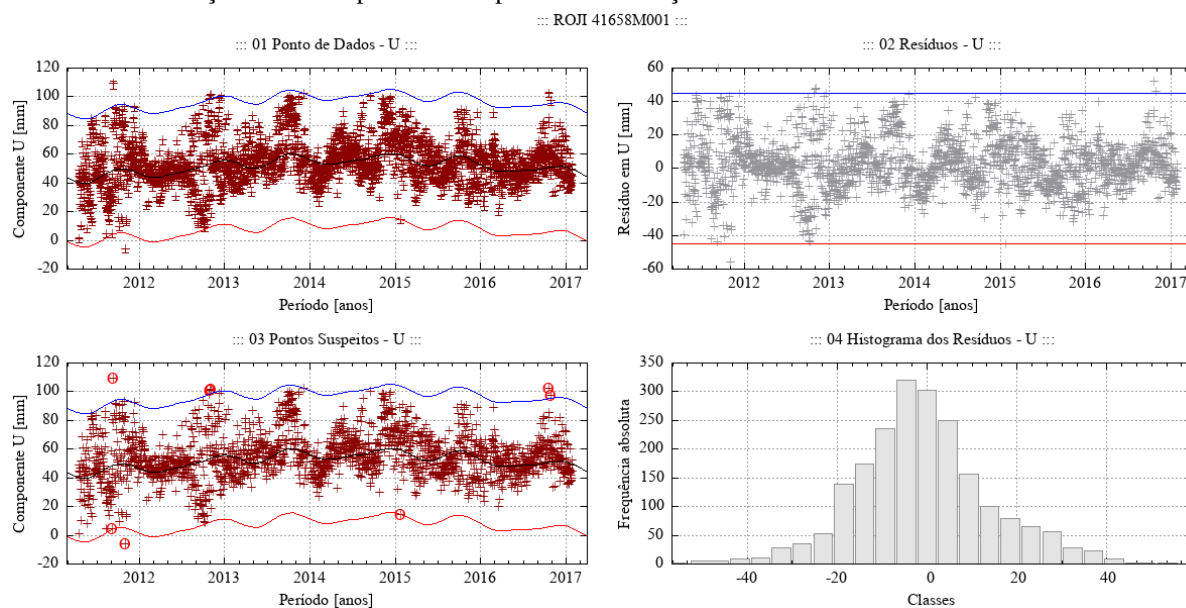 ::: ROJI 41658M001 :::
::: 01 Ponto de Dados - U :::
120
100
80
60
40
20
0
-20
Componente U [mm]
2012 2013 2014 2015 2016 2017
Período [anos]
::: 02 Resíduos - U :::
60
40
20
0
-20
-40
-60
Resíduo em U [mm]
2012 2013 2014 2015 2016 2017
Período [anos]
::: 03 Pontos Suspeitos - U :::
120
100
80
60
40
20
0
-20
Componente U [mm]
2012 2013 2014 2015 2016 2017
Período [anos]
::: 04 Histograma dos Resíduos - U :::
350
300
250
200
150
100
50
0
Frequência absoluta
-40 -20 0 20 40
Classes